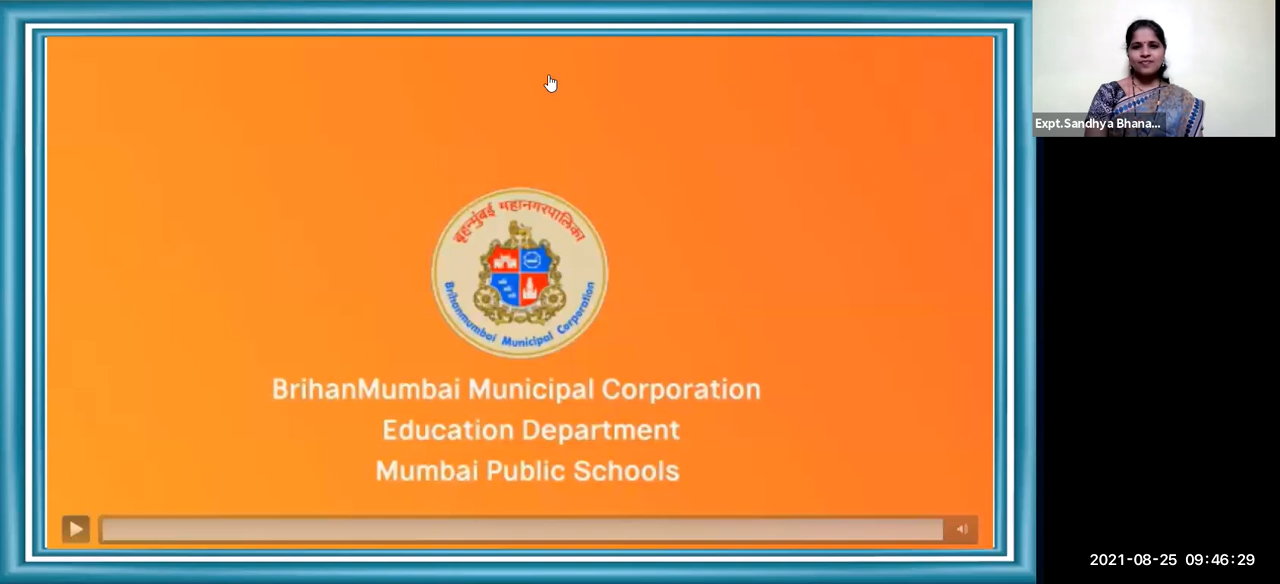 Expt.Sandhya Bhana...
बृहन्मुंबई महानगरपालिका
Brihanmumbai Municipal Corporation
BrihanMumbai Municipal Corporation
Education Department
Mumbai Public Schools
2021-08-25 09:46:29